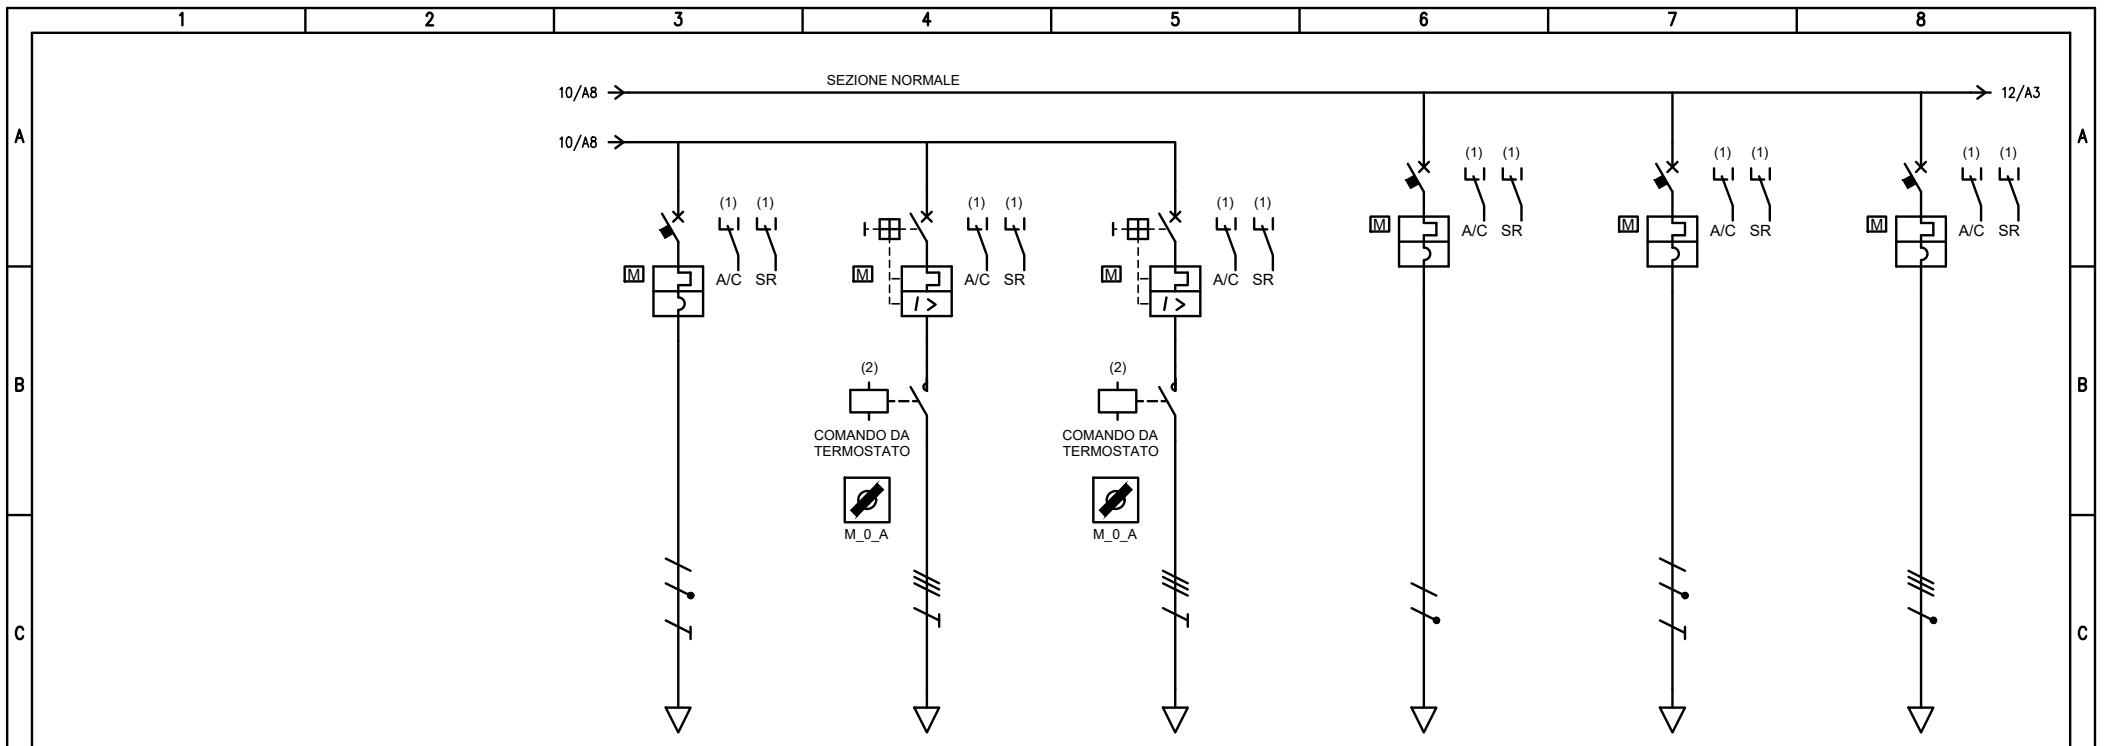 1 2 3 4 5 6 7 8
SEZIONE NORMALE
10/A8 12/A3
A A
10/A8
(1) (1) (1) (1) (1) (1)
(1) (1) (1) (1) (1) (1)
M A/C SR M A/C SR M A/C SR
M A/C SR M A/C SR M A/C SR
I > I >
(2) (2)
B B
COMANDO DA COMANDO DA
TERMOSTATO TERMOSTATO
M_0_A M_0_A
C C